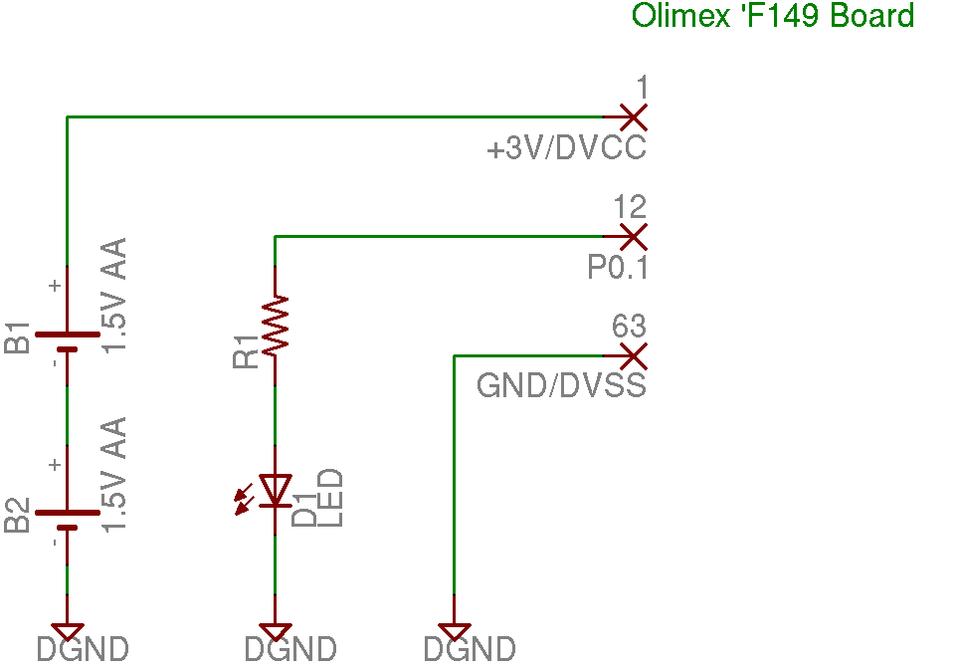 Olimex 'F149 Board
1
+3V/DVCC
12
P0.1
63
GND/DVSS
+
B1
-
1.5V AA
R1
+
B2
-
1.5V AA
D1
LED
DGND
DGND
DGND